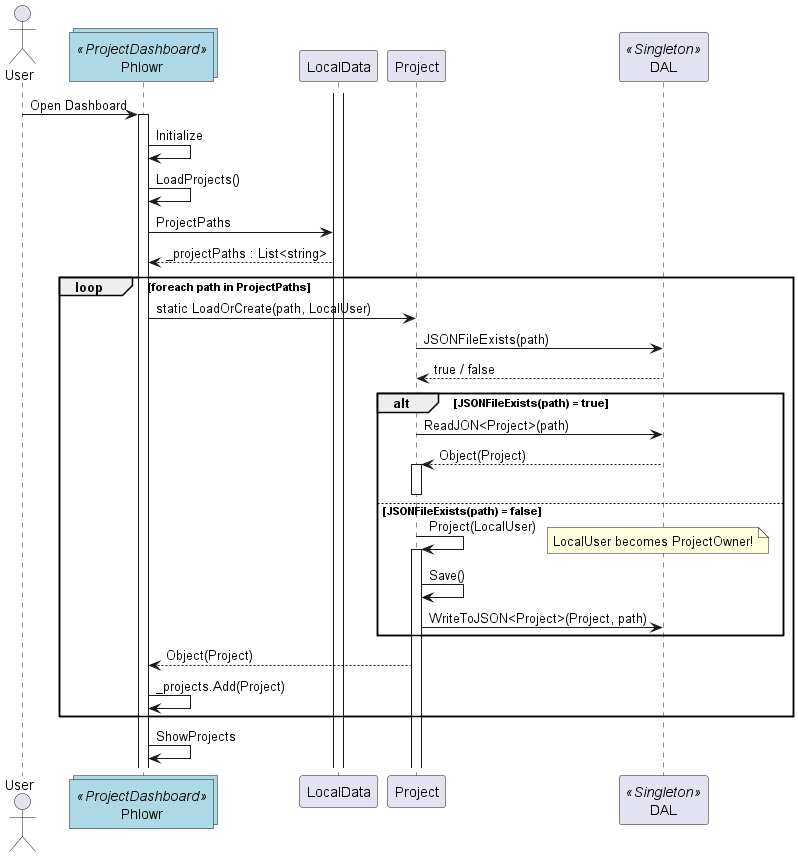 User
«ProjectDashboard»
Phlowr
LocalData
Project
«Singleton»
DAL
Open Dashboard
Initialize
LoadProjects()
ProjectPaths
_projectPaths : List<string>
loop [foreach path in ProjectPaths]
static LoadOrCreate(path, LocalUser)
JSONFileExists(path)
true / false
alt [JSONFileExists(path) = true]
ReadJON<Project>(path)
Object(Project)
[JSONFileExists(path) = false]
Project(LocalUser)
LocalUser becomes ProjectOwner!
Save()
WriteToJSON<Project>(Project, path)
Object(Project)
_projects.Add(Project)
ShowProjects
User
«ProjectDashboard»
Phlowr
LocalData
Project
«Singleton»
DAL